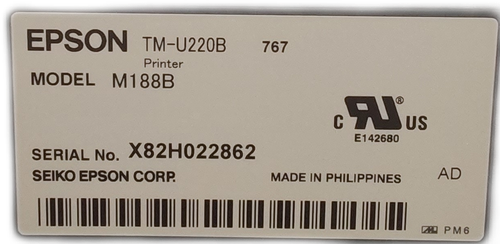 EPSON TM-U220B 767
Printer
MODEL M188B
C RU® US
E142680
SERIAL No. X82H022862
SEIKO EPSON CORP. MADE IN PHILIPPINES AD
PM6